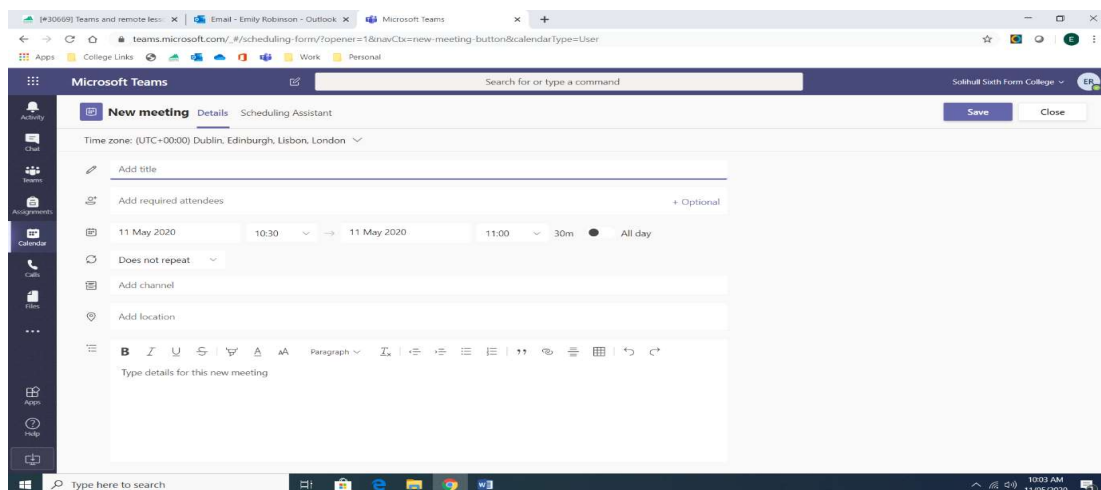 [#30669] Teams and remote less
Email - Emily Robinson - Outlook
Microsoft Teams
teams.microsoft.com/_#/scheduling-form/?opener=1&navCtx=new-meeting-button&calendarType=User
E
Apps
College Links
Work
Personal
Microsoft Teams
Search for or type a command
Solihull Sixth Form College
ER
Activity
Chat
Teams
Assignments
Calendar
Calls
Files
Apps
Help
New meeting Details Scheduling Assistant
Save
Close
Time zone: (UTC+00:00) Dublin, Edinburgh, Lisbon, London
Add title
Add required attendees
+ Optional
11 May 2020 10:30 → 11 May 2020 11:00 30m All day
Does not repeat
Add channel
Add location
B I U S A AA Paragraph
Type details for this new meeting
Type here to search
10:03 AM
11/05/2020